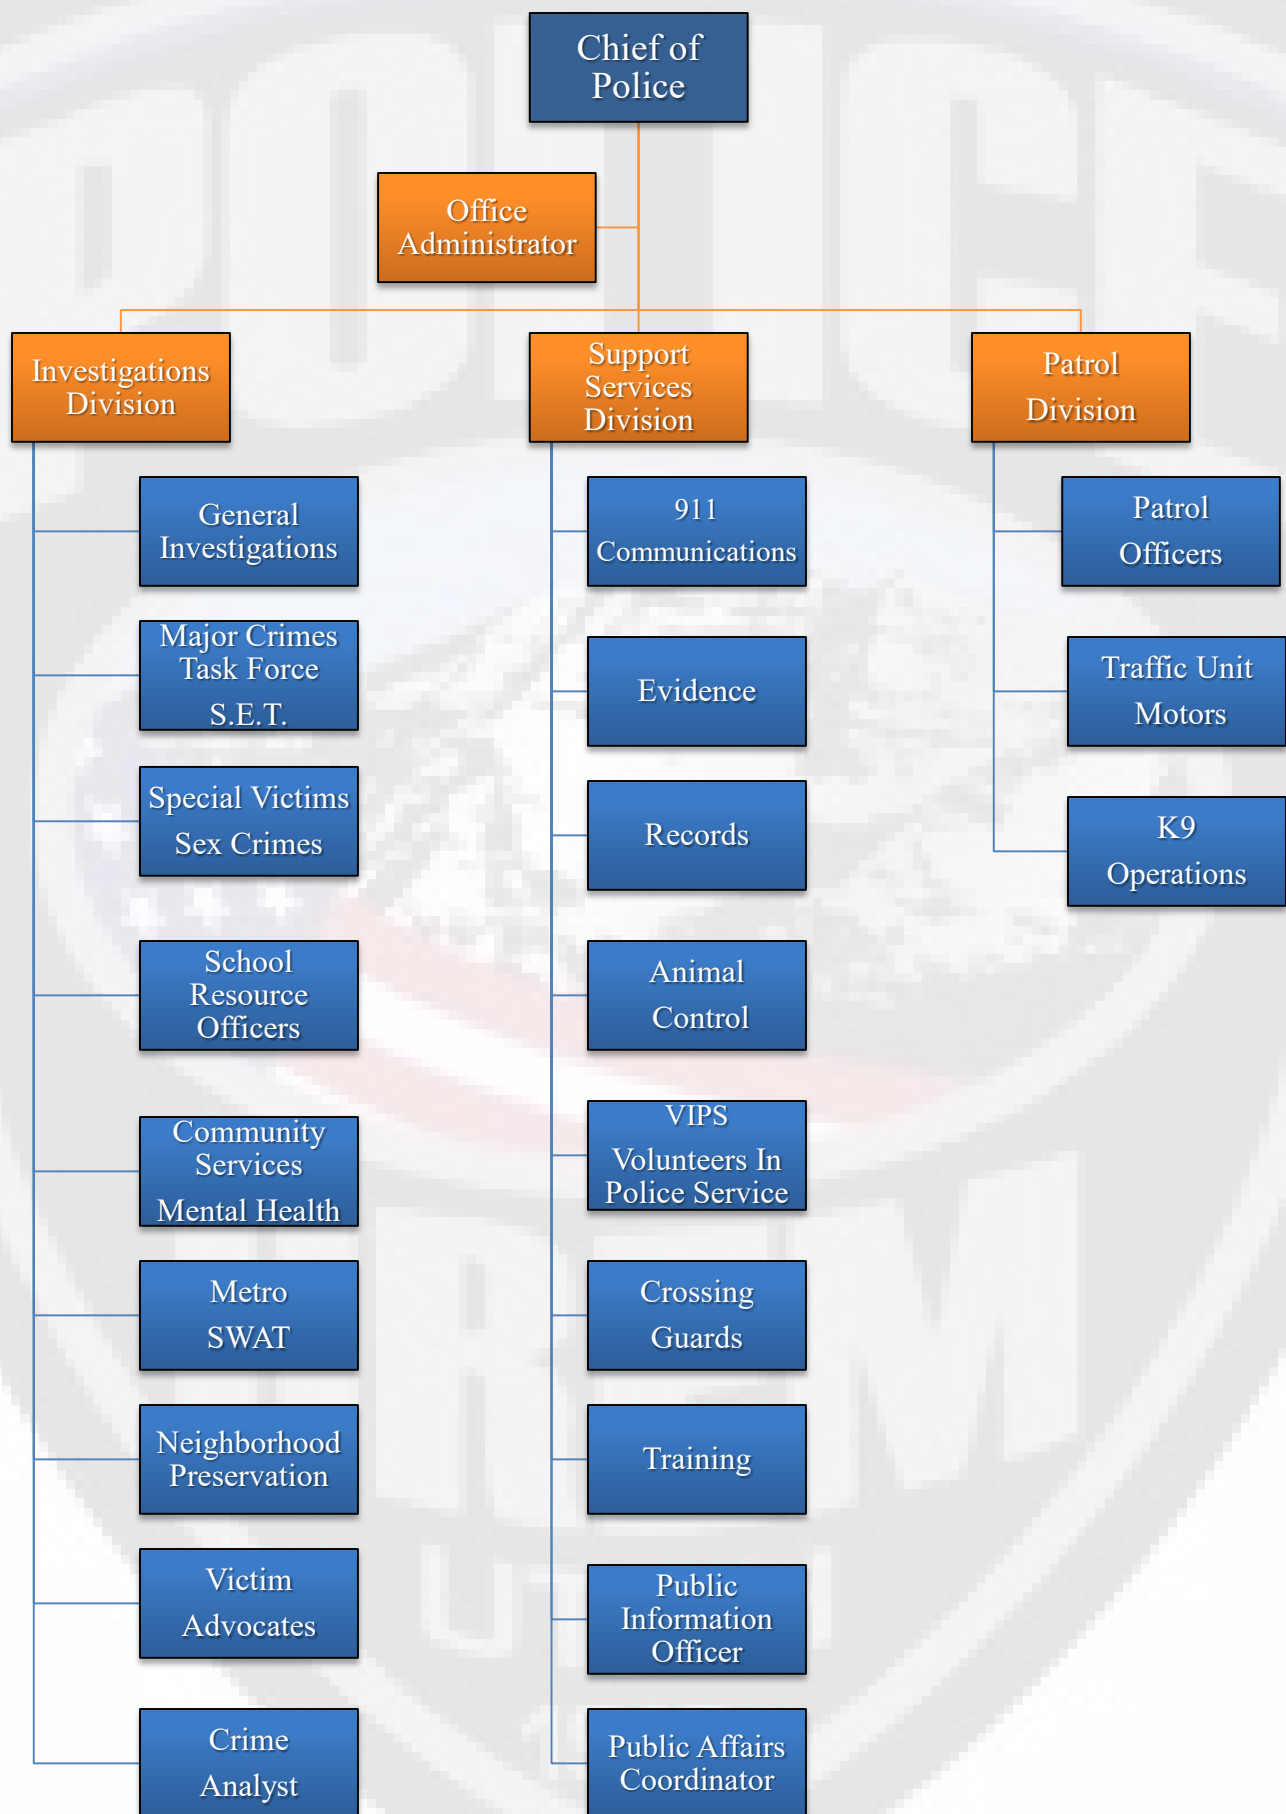 Chief of
Police
Office
Administrator
Investigations
Division
Support
Services
Division
Patrol
Division
General
Investigations
Major Crimes
Task Force
S.E.T.
Special Victims
Sex Crimes
School
Resource
Officers
Community
Services
Mental Health
Metro
SWAT
Neighborhood
Preservation
Victim
Advocates
Crime
Analyst
911
Communications
Evidence
Records
Animal
Control
VIPS
Volunteers In
Police Service
Crossing
Guards
Training
Public
Information
Officer
Public Affairs
Coordinator
Patrol
Officers
Traffic Unit
Motors
K9
Operations
POLICE
OREM